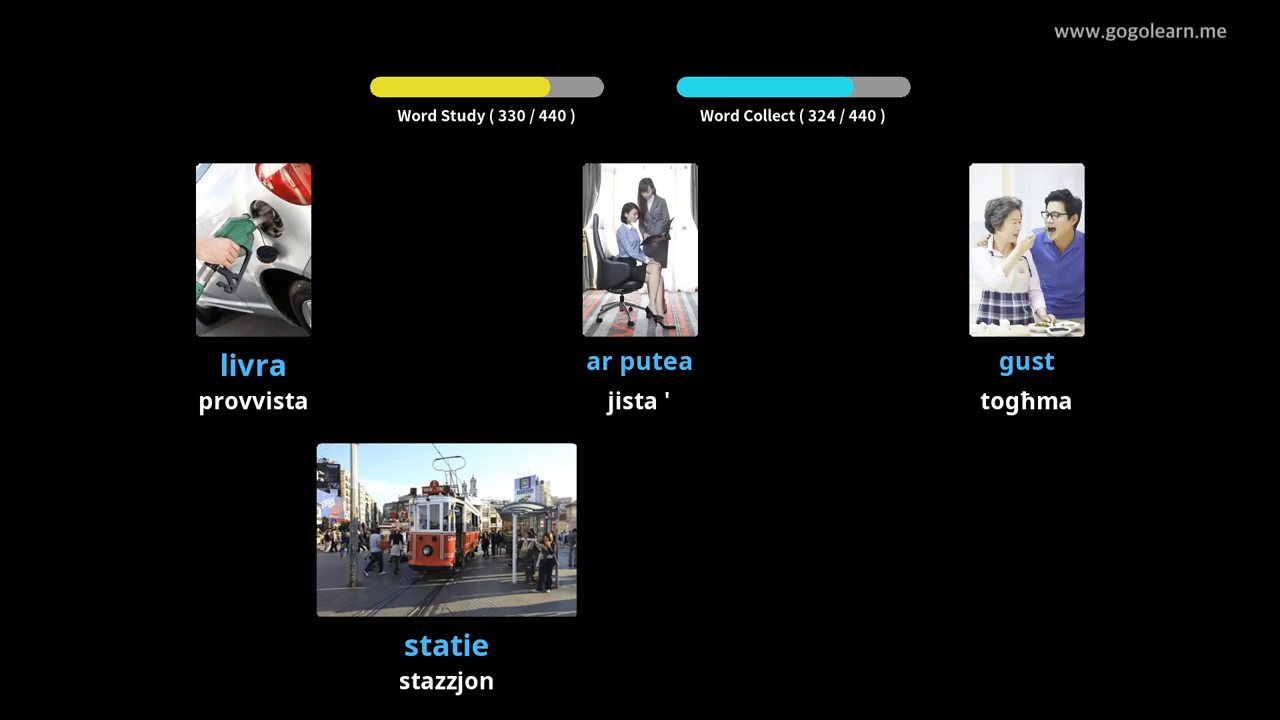 www.gogolearn.me
Word Study ( 330 / 440 )
Word Collect ( 324 / 440 )
livra
provvista
ar putea
jista '
gust
togħma
statie
stazzjon